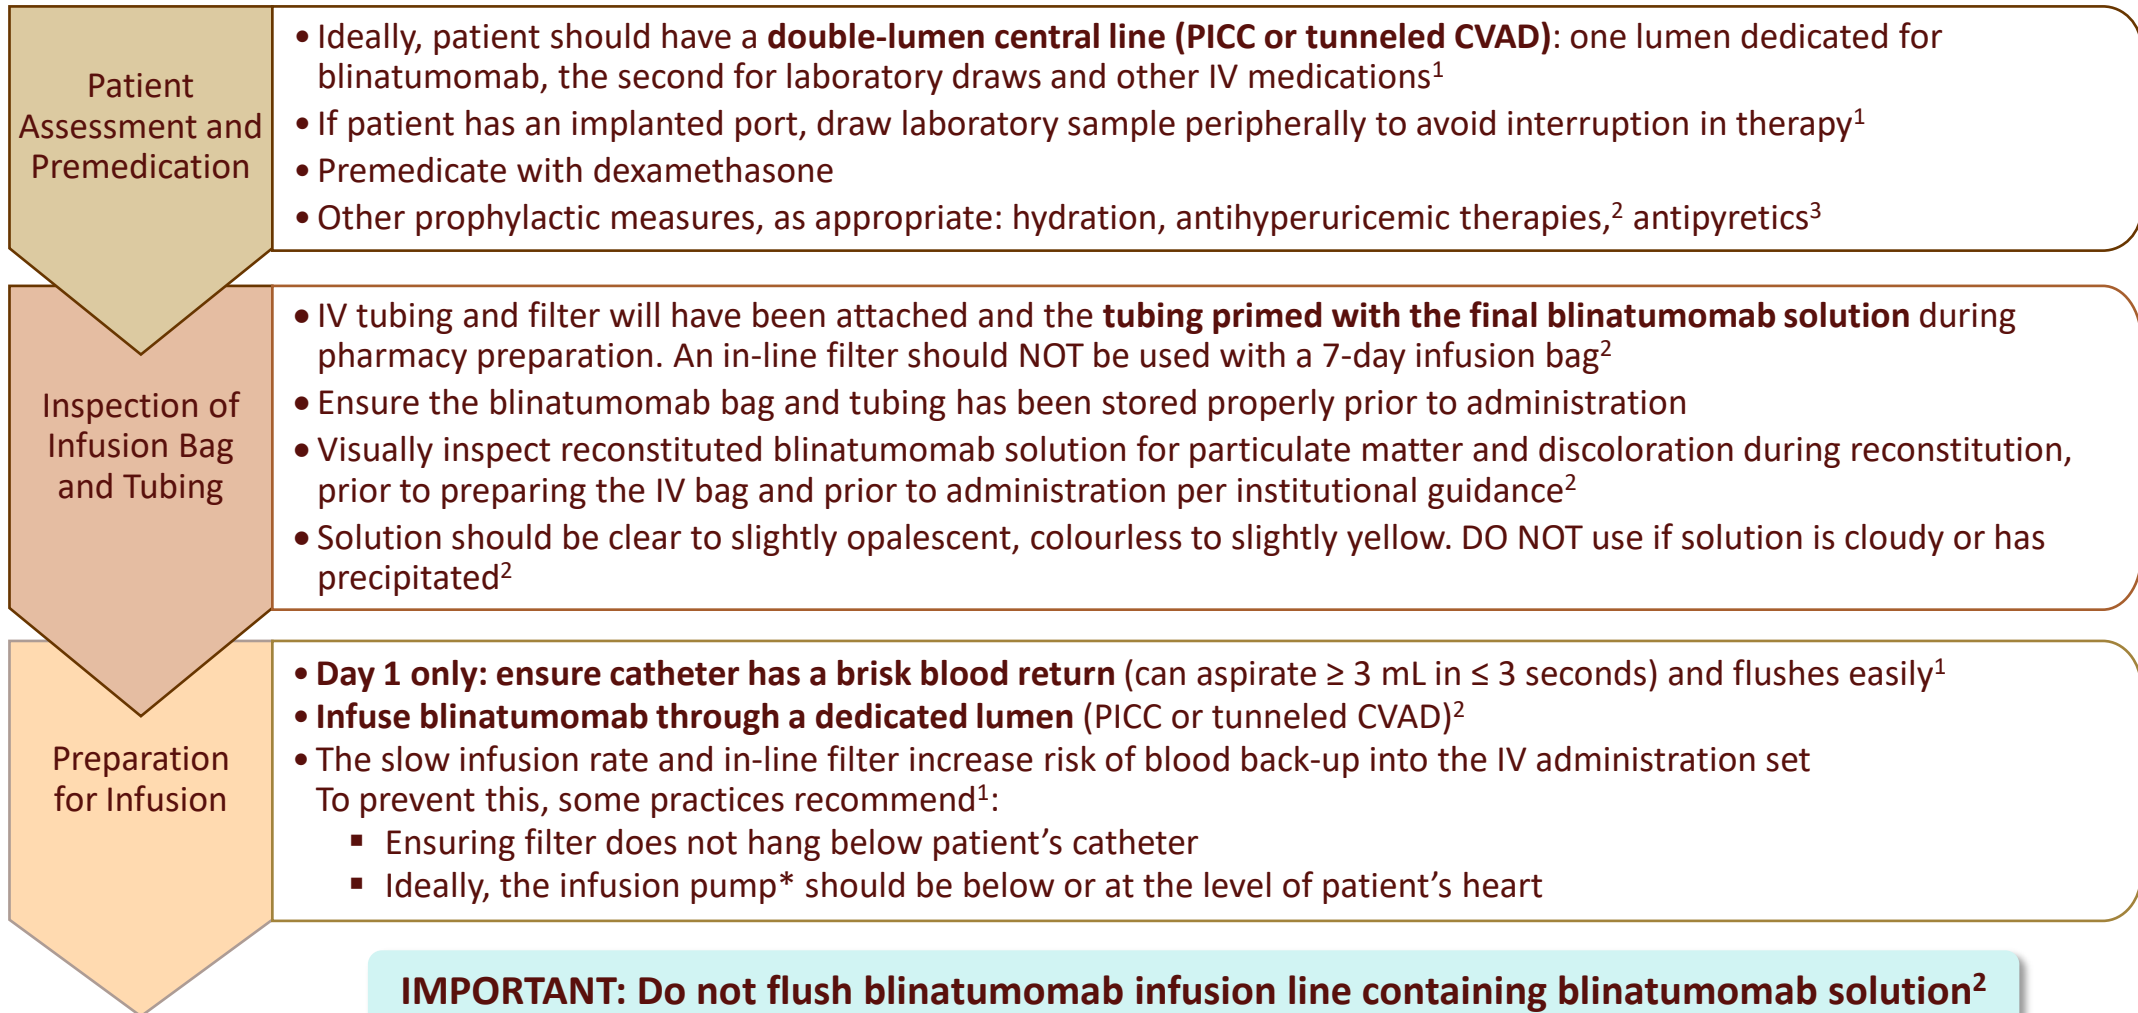 Patient
Assessment and
Premedication
• Ideally, patient should have a double-lumen central line (PICC or tunneled CVAD): one lumen dedicated for
blinatumomab, the second for laboratory draws and other IV medications¹
• If patient has an implanted port, draw laboratory sample peripherally to avoid interruption in therapy¹
• Premedicate with dexamethasone
• Other prophylactic measures, as appropriate: hydration, antihyperuricemic therapies,² antipyretics³
Inspection of
Infusion Bag
and Tubing
• IV tubing and filter will have been attached and the tubing primed with the final blinatumomab solution during
pharmacy preparation. An in-line filter should NOT be used with a 7-day infusion bag²
• Ensure the blinatumomab bag and tubing has been stored properly prior to administration
• Visually inspect reconstituted blinatumomab solution for particulate matter and discoloration during reconstitution,
prior to preparing the IV bag and prior to administration per institutional guidance²
• Solution should be clear to slightly opalescent, colourless to slightly yellow. DO NOT use if solution is cloudy or has
precipitated²
Preparation
for Infusion
• Day 1 only: ensure catheter has a brisk blood return (can aspirate ≥ 3 mL in ≤ 3 seconds) and flushes easily¹
• Infuse blinatumomab through a dedicated lumen (PICC or tunneled CVAD)²
• The slow infusion rate and in-line filter increase risk of blood back-up into the IV administration set
To prevent this, some practices recommend¹:
▪ Ensuring filter does not hang below patient’s catheter
▪ Ideally, the infusion pump* should be below or at the level of patient’s heart
IMPORTANT: Do not flush blinatumomab infusion line containing blinatumomab solution²